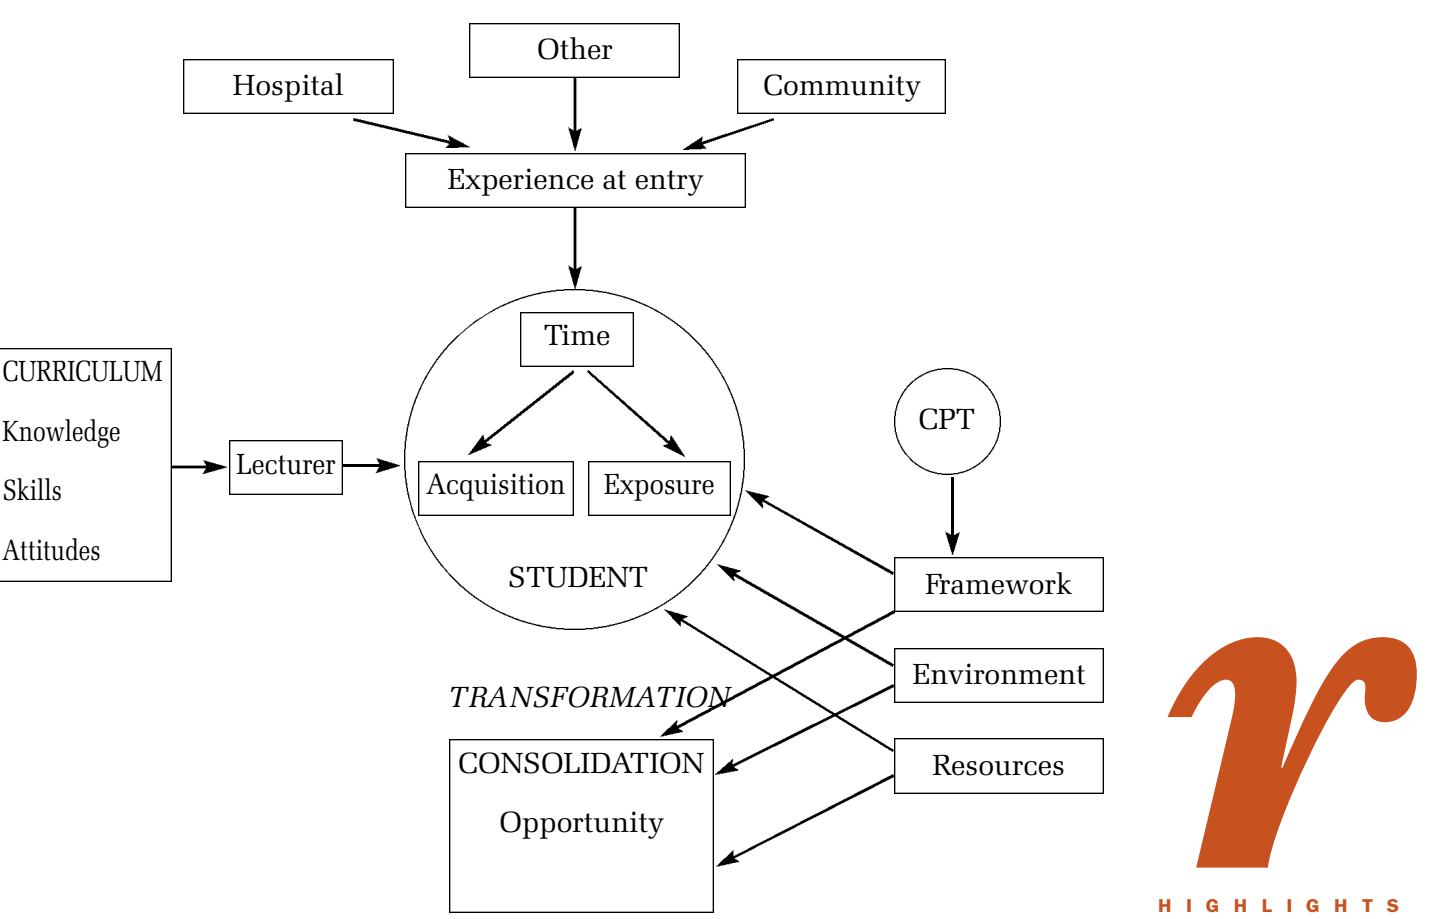 Other
Hospital
Community
Experience at entry
Time
CURRICULUM
Knowledge
Skills
Attitudes
Lecturer
Acquisition
Exposure
STUDENT
CPT
Framework
Environment
Resources
TRANSFORMATION
CONSOLIDATION
Opportunity
r
HIGHLIGHTS